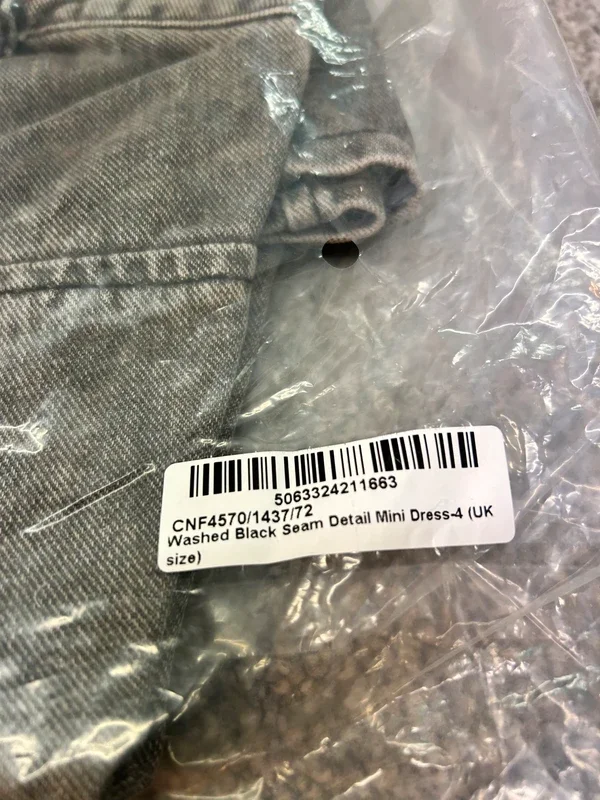 5063324211663
CNF4570/1437/72
Washed Black Seam Detail Mini Dress-4 (UK
size)